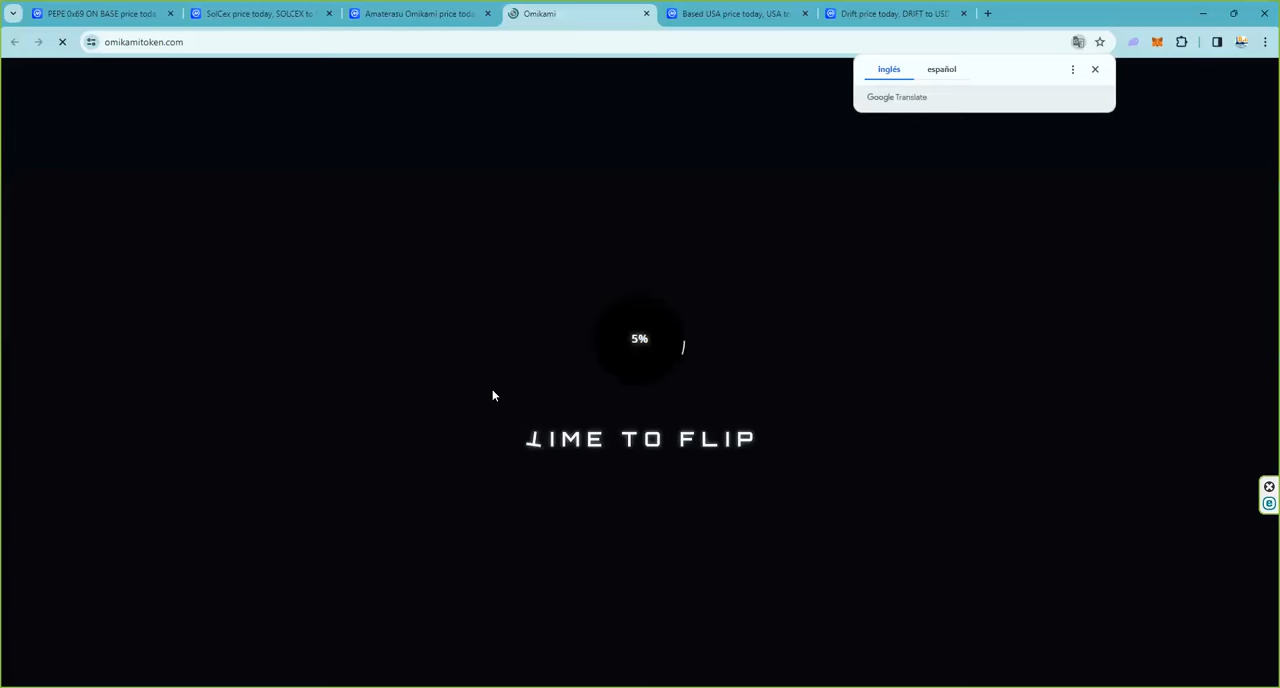 PEPE 0x69 ON BASE price toda
SolCex price today, SOLCEX to
Amaterasu Omikami price toda
Omikami
Based USA price today, USA to
Drift price today, DRIFT to USD
omikamitoken.com
inglés español
Google Translate
5%
TIME TO FLIP